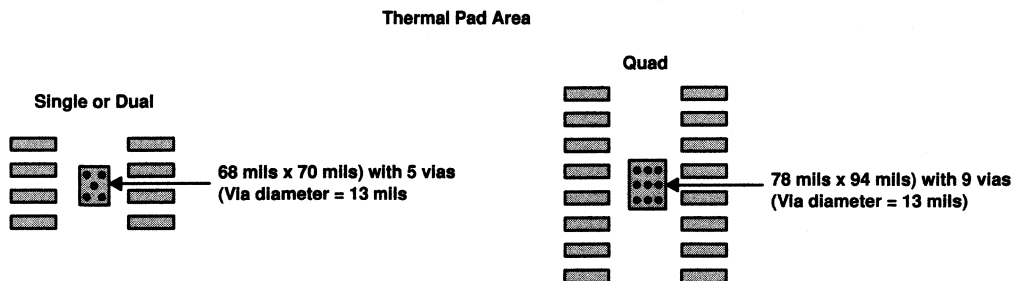 Thermal Pad Area
Single or Dual
68 mils x 70 mils) with 5 vias
(Via diameter = 13 mils
Quad
78 mils x 94 mils) with 9 vias
(Via diameter = 13 mils)